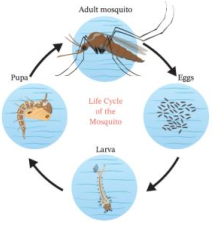 Adult mosquito
Pupa
Eggs
Life Cycle
of the
Mosquito
Larva